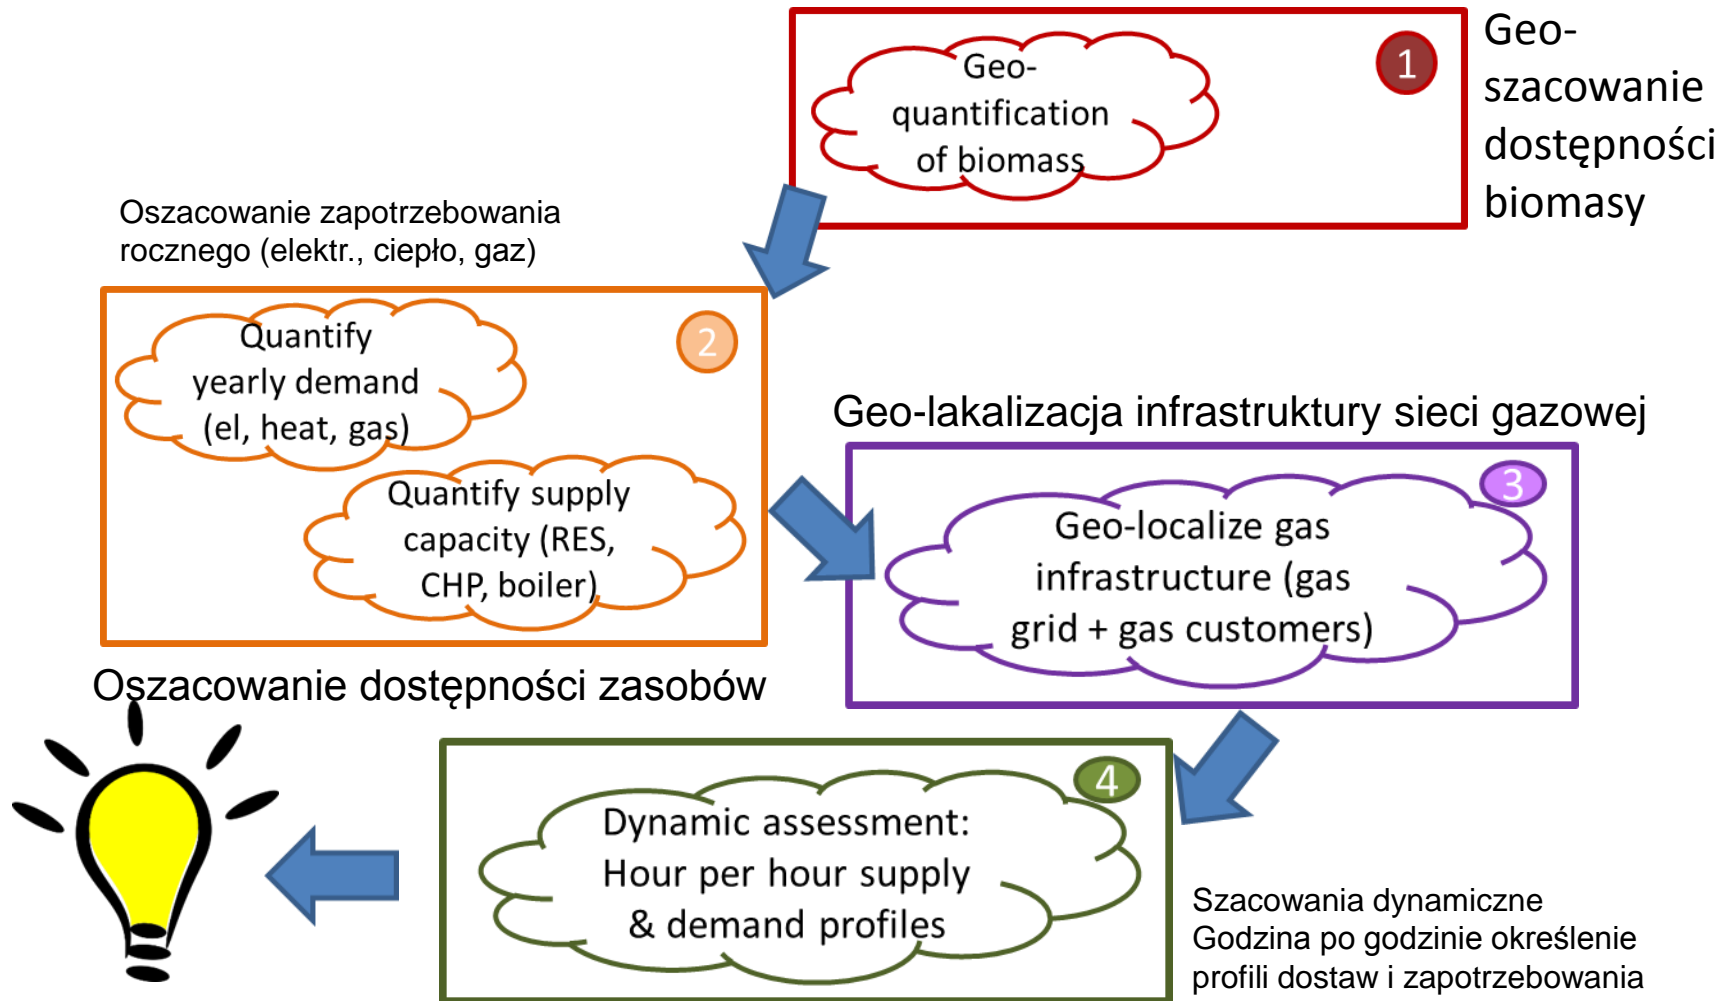 Geo-
quantification
of biomass
1
Geo-
szacowanie
dostępności
biomasy
Oszacowanie zapotrzebowania
rocznego (elektr., ciepło, gaz)
Quantify
yearly demand
(el, heat, gas)
2
Quantify supply
capacity (RES,
CHP, boiler)
Oszacowanie dostępności zasobów
Geo-lakalizacja infrastruktury sieci gazowej
3
Geo-localize gas
infrastructure (gas
grid + gas customers)
4
Dynamic assessment:
Hour per hour supply
& demand profiles
Szacowania dynamiczne
Godzina po godzinie określenie
profili dostaw i zapotrzebowania